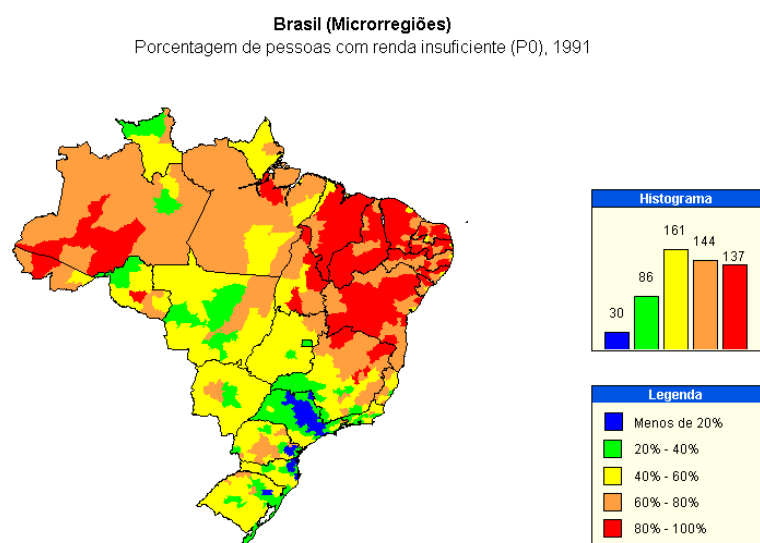 Brasil (Microrregiões)
Porcentagem de pessoas com renda insuficiente (P0), 1991
Histograma
30
86
161
144
137
Legenda
Menos de 20%
20% - 40%
40% - 60%
60% - 80%
80% - 100%